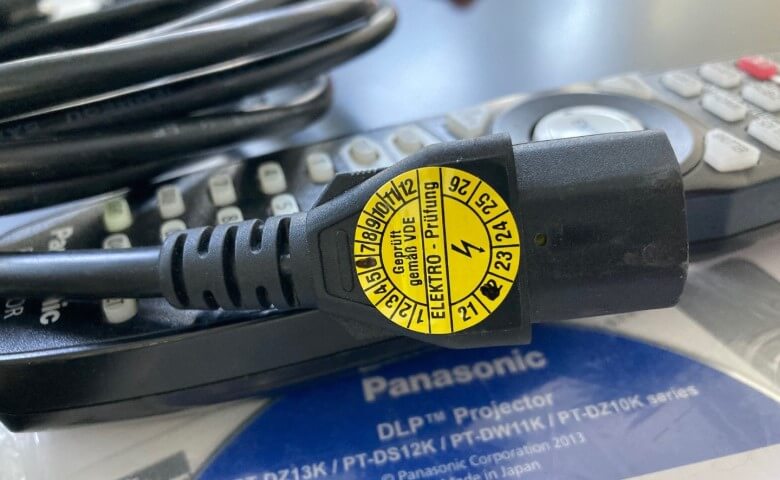 1 2 3 4 5 7 8 9 10 11 12
Geprüft
gemäß VDE
ELEKTRO - Prüfung
21 23 24 25 26
Panasonic
Panasonic
DLP™ Projector
PT-DZ13K / PT-DS12K / PT-DW11K / PT-DZ10K series
© Panasonic Corporation 2013
Made in Japan